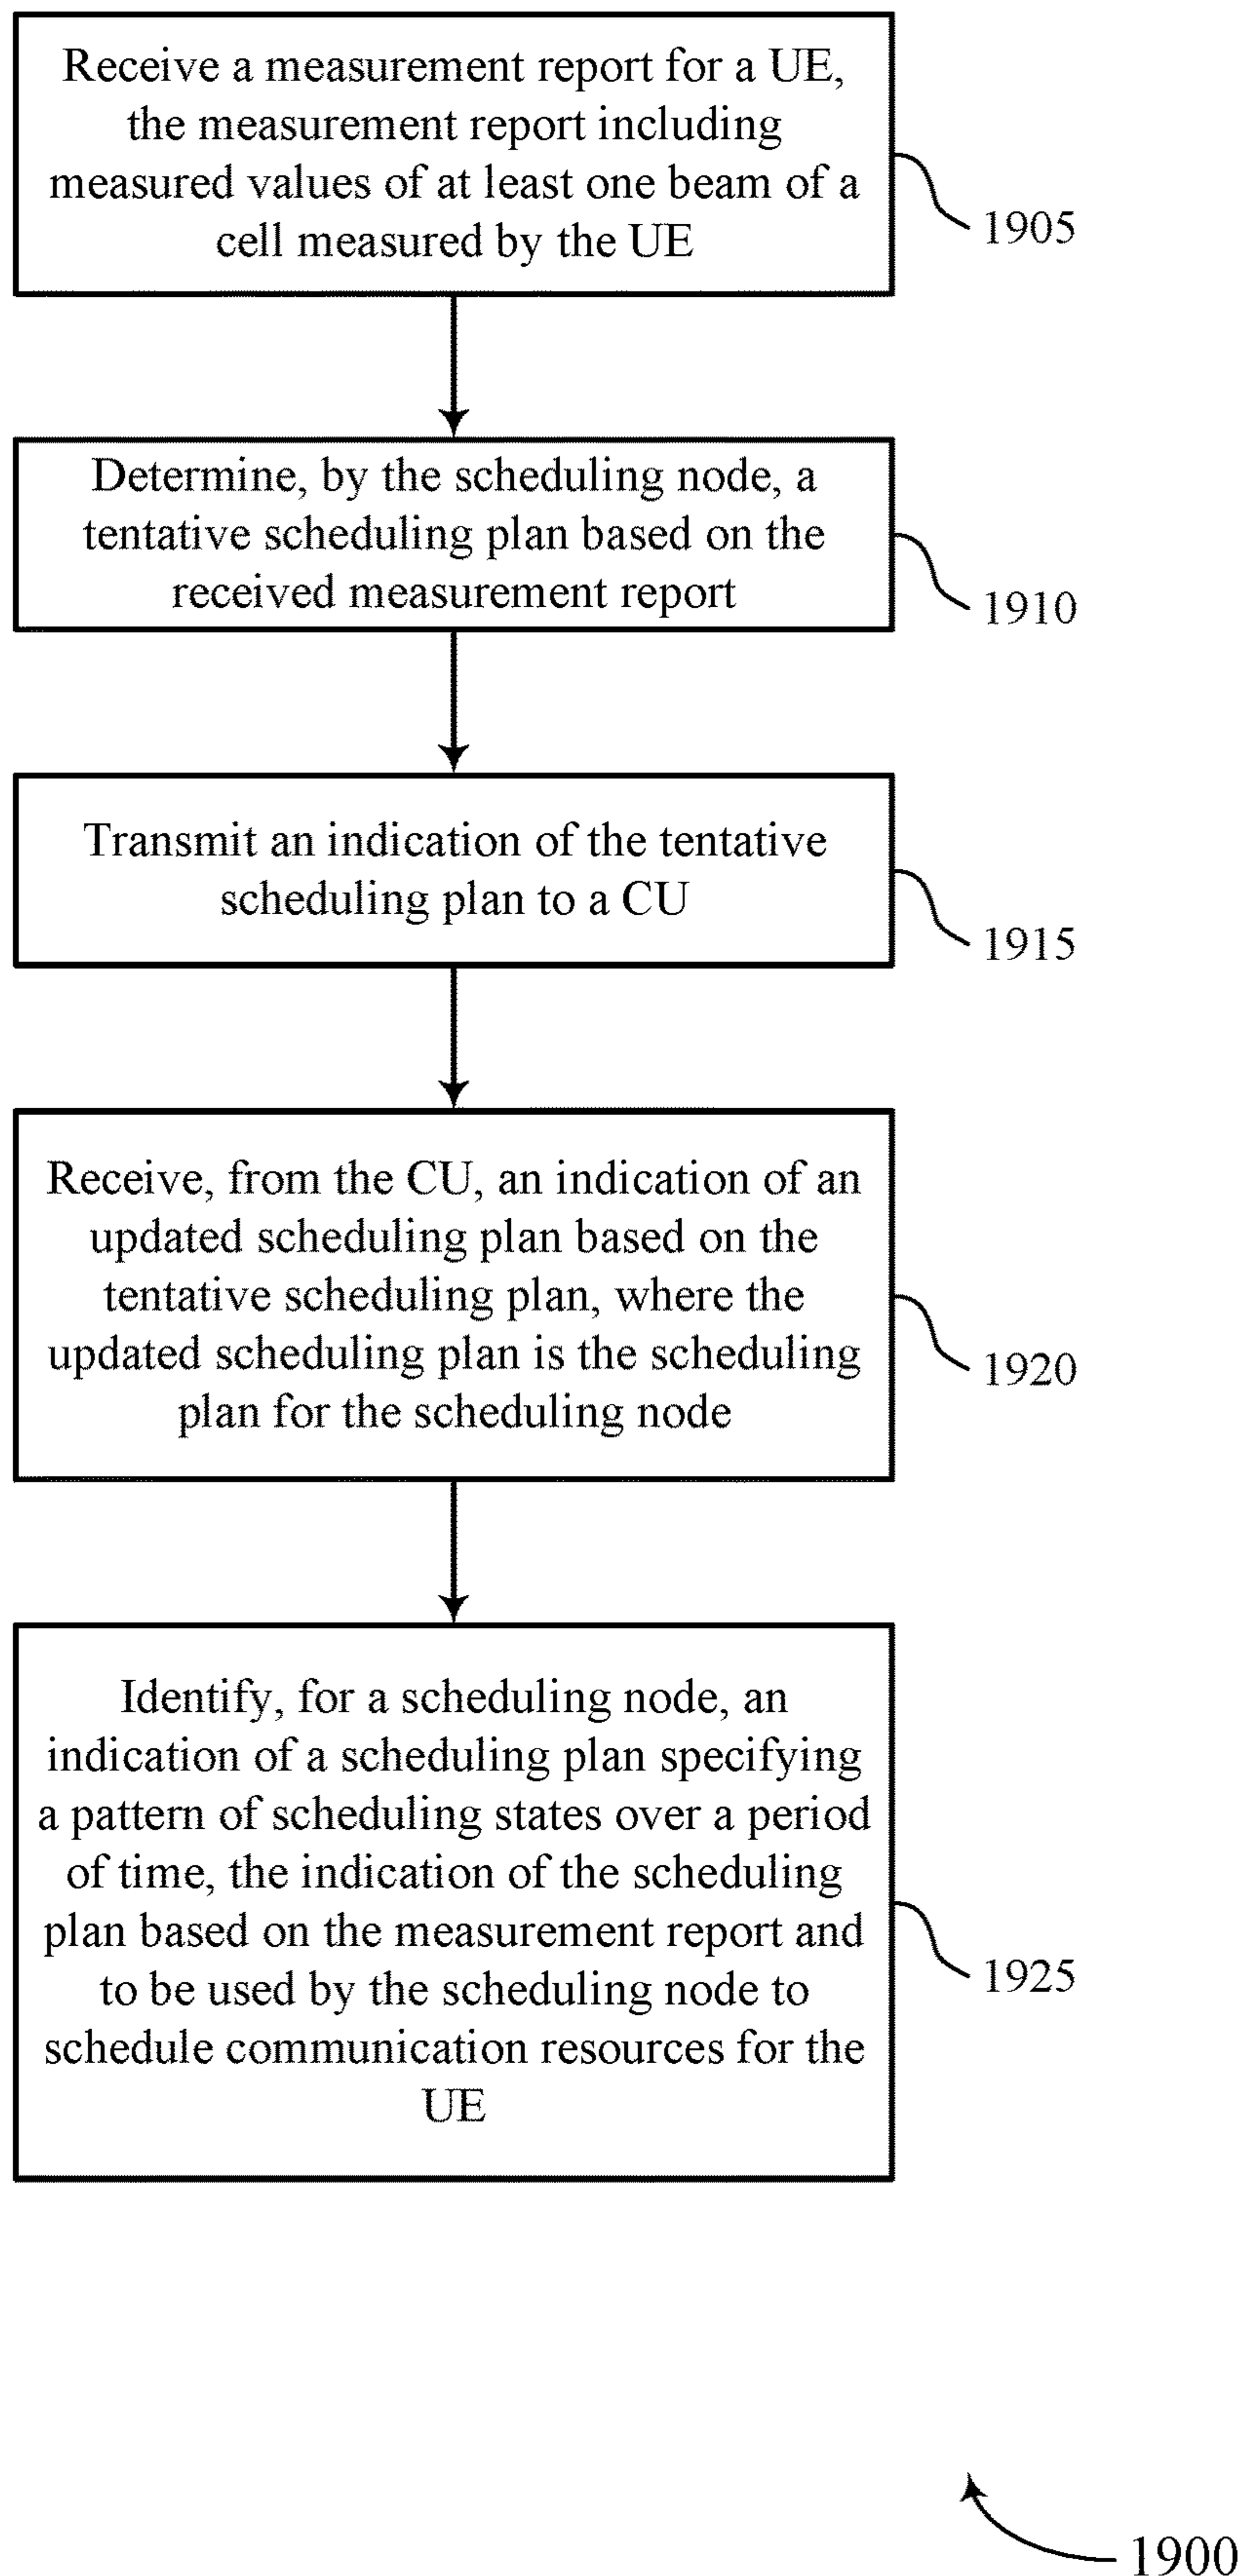 Receive a measurement report for a UE,
the measurement report including
measured values of at least one beam of a
cell measured by the UE
1905
Determine, by the scheduling node, a
tentative scheduling plan based on the
received measurement report
1910
Transmit an indication of the tentative
scheduling plan to a CU
1915
Receive, from the CU, an indication of an
updated scheduling plan based on the
tentative scheduling plan, where the
updated scheduling plan is the scheduling
plan for the scheduling node
1920
Identify, for a scheduling node, an
indication of a scheduling plan specifying
a pattern of scheduling states over a period
of time, the indication of the scheduling
plan based on the measurement report and
to be used by the scheduling node to
schedule communication resources for the
UE
1925
1900